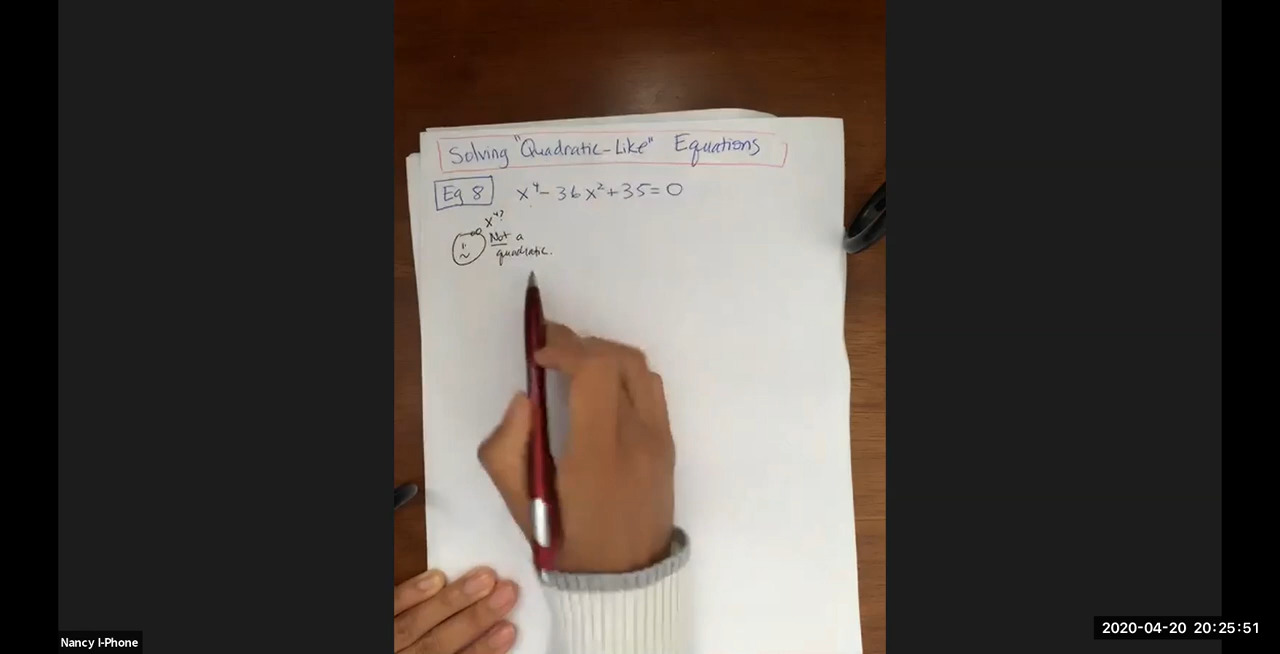 Solving "Quadratic-Like" Equations
Eg 8 x⁴ - 36x² + 35 = 0
x⁴?
Not a
quadratic.
Nancy I-Phone
2020-04-20 20:25:51